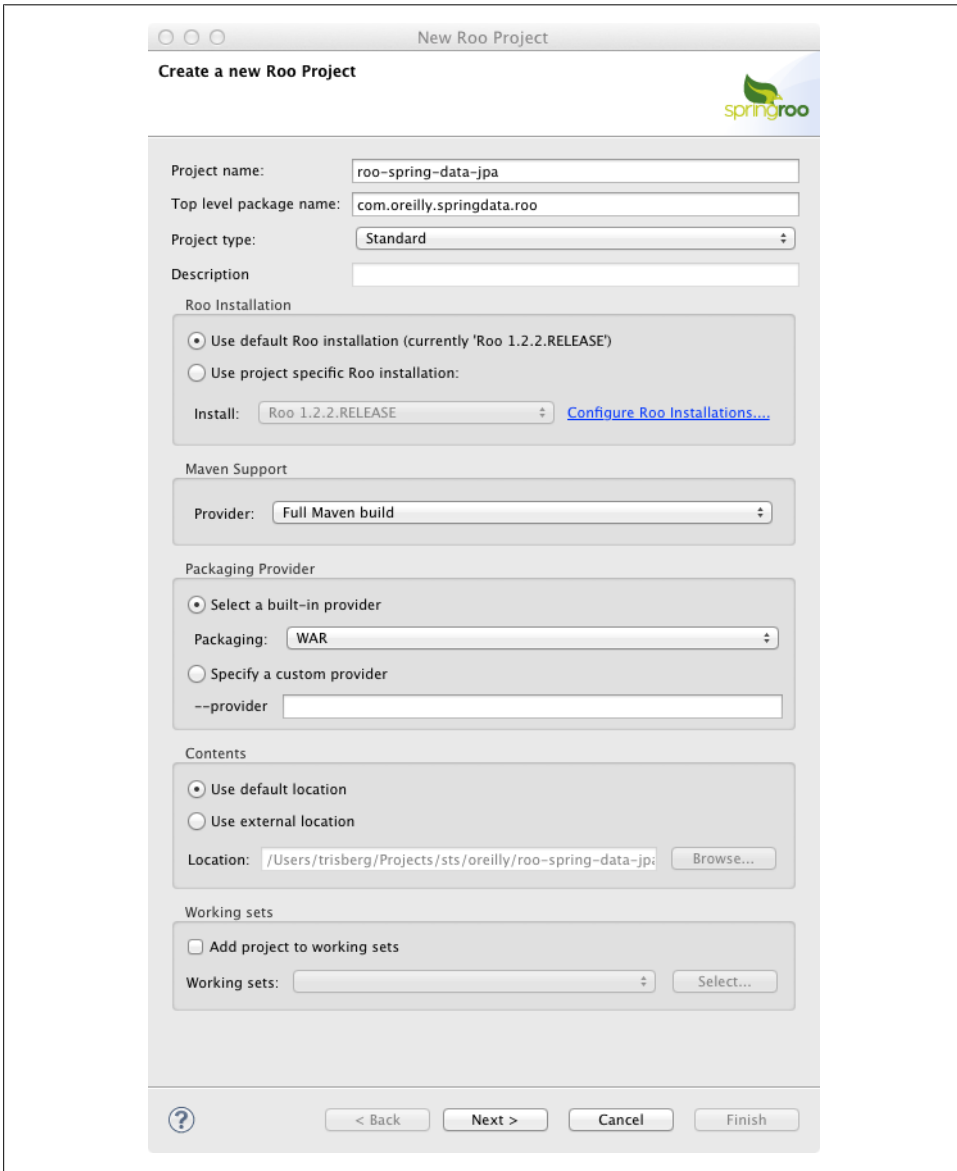 New Roo Project
Create a new Roo Project
springroo
Project name: roo-spring-data-jpa
Top level package name: com.oreilly.springdata.roo
Project type: Standard
Description
Roo Installation
Use default Roo installation (currently 'Roo 1.2.2.RELEASE')
Use project specific Roo installation:
Install: Roo 1.2.2.RELEASE Configure Roo Installations....
Maven Support
Provider: Full Maven build
Packaging Provider
Select a built-in provider
Packaging: WAR
Specify a custom provider
--provider
Contents
Use default location
Use external location
Location: /Users/trisberg/Projects/sts/oreilly/roo-spring-data-jpa Browse...
Working sets
Add project to working sets
Working sets: Select...
? < Back Next > Cancel Finish